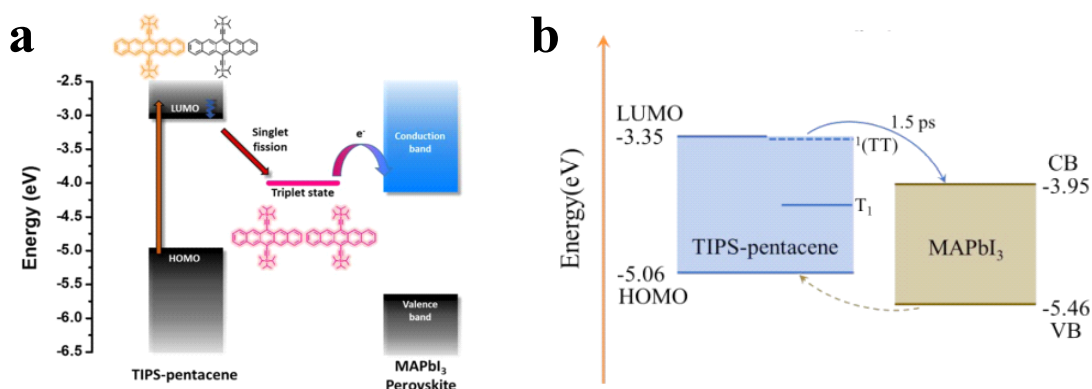 a
-2.5
-3.0
-3.5
-4.0
-4.5
-5.0
-5.5
-6.0
-6.5
Energy (eV)
LUMO
HOMO
Singlet
fission
e-
Triplet state
Conduction
band
Valence
band
TIPS-pentacene
MAPbI3
Perovskite
b
Energy(eV)
LUMO
-3.35
1.5 ps
1(TT)
T1
CB
-3.95
TIPS-pentacene
MAPbI3
-5.06
HOMO
-5.46
VB